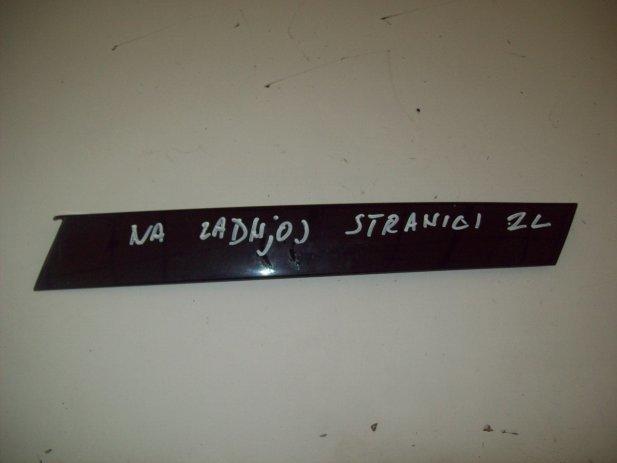 NA ZADNJOJ STRANICI ZL